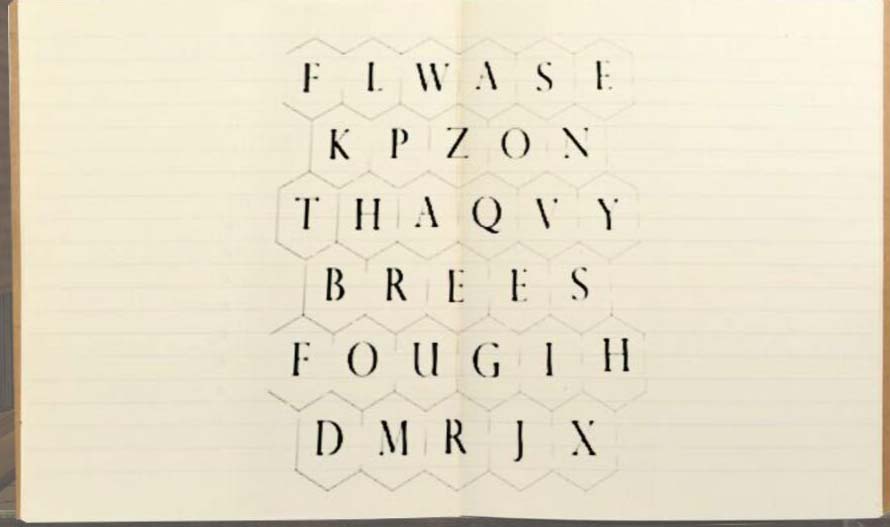 F L W A S E
K P Z O N
T H A Q V Y
B R E E S
F O U G I H
D M R J X